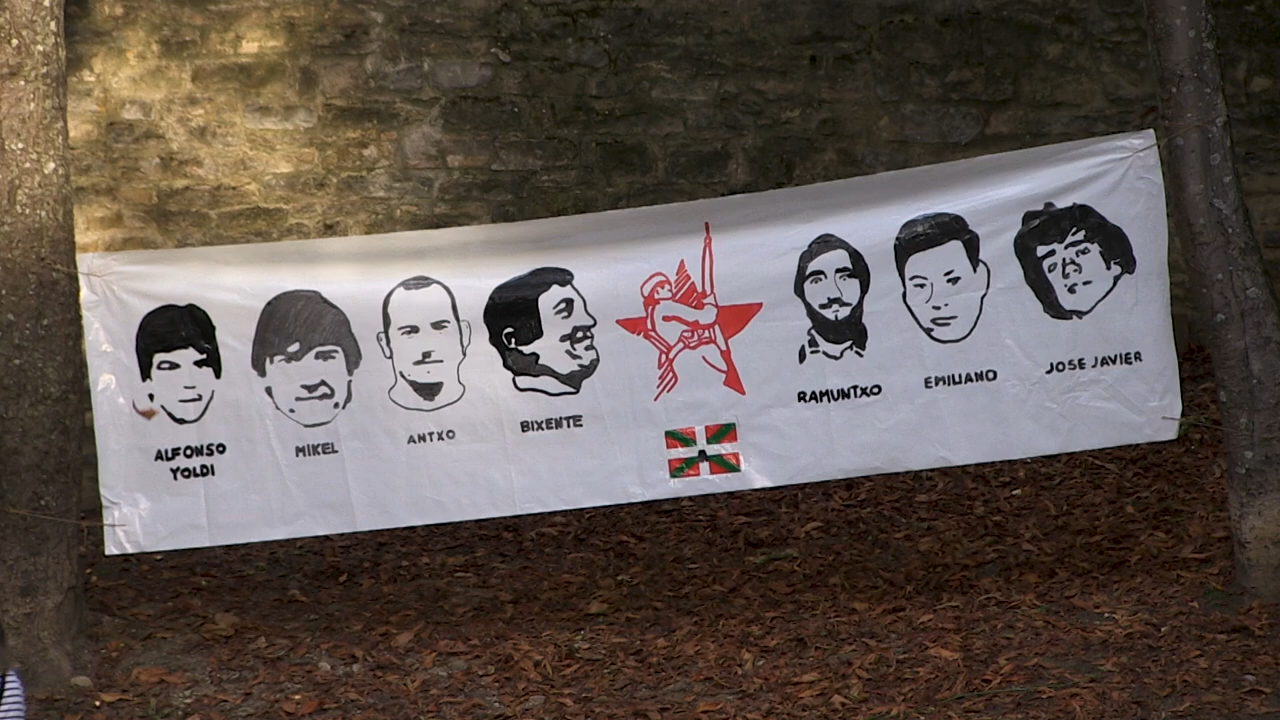 ALFONSO
YOLDI
MIKEL
ANTXO
BIXENTE
RAMUNTXO
EMILIANO
JOSE JAVIER